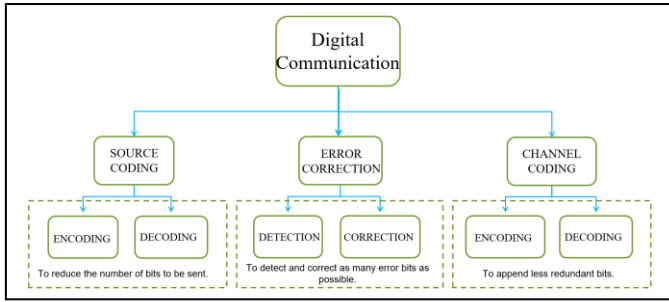 Digital
Communication
SOURCE
CODING
ERROR
CORRECTION
CHANNEL
CODING
ENCODING
DECODING
DETECTION
CORRECTION
ENCODING
DECODING
To reduce the number of bits to be sent.
To detect and correct as many error bits as
possible.
To append less redundant bits.